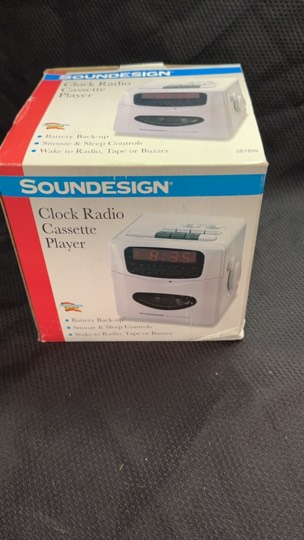 SOUNDESIGN®
Clock Radio
Cassette
Player
• Battery Back-up
• Snooze & Sleep Controls
• Wake to Radio, Tape or Buzzer
3818W
SOUNDESIGN®
Clock Radio
Cassette
Player
8:35
SOUNDESIGN
• Battery Back-up
• Snooze & Sleep Controls
• Wake to Radio, Tape or Buzzer